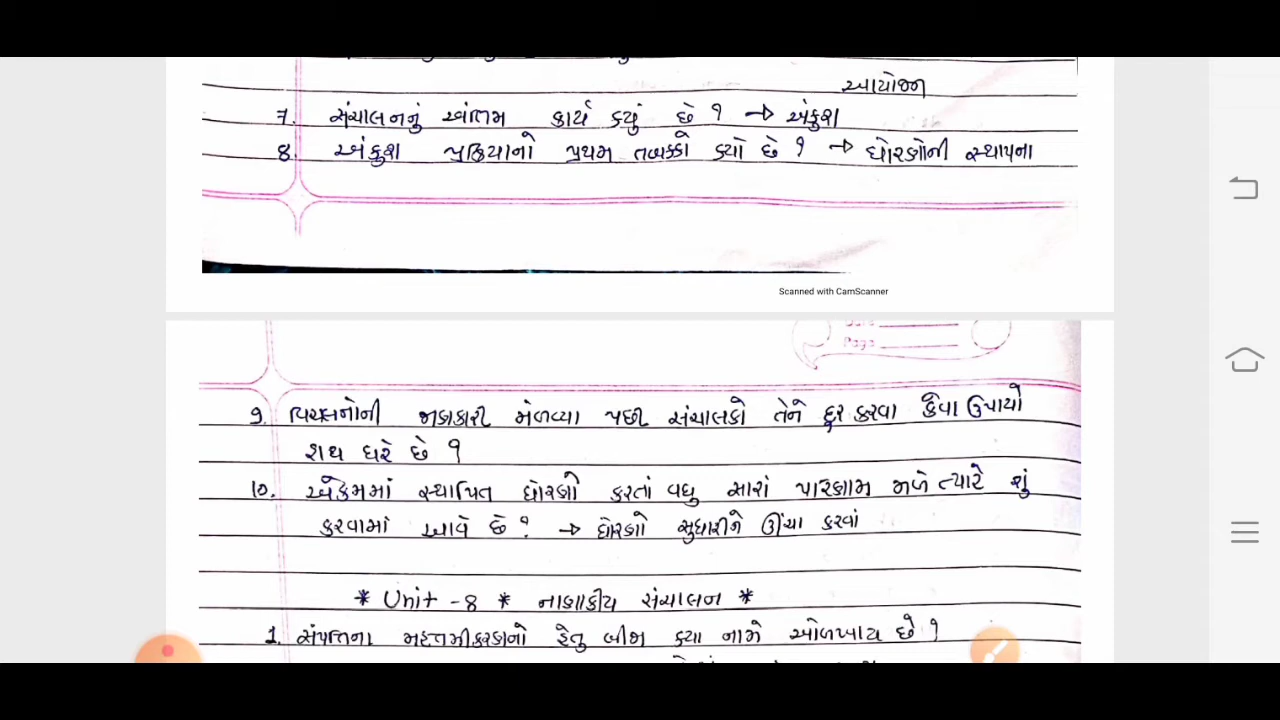 આયોજન
7. સંચાલનનું અંતિમ કાર્ય કયું છે ? → અંકુશ
8. અંકુશ પ્રક્રિયાનો પ્રથમ તબક્કો કયો છે ? → ધોરણોની સ્થાપના
Scanned with CamScanner
Page
9. વિચલનોની જાણકારી મેળવ્યા પછી સંચાલકો તેને દૂર કરવા કેવા ઉપાયો
હાથ ધરે છે ?
10. એકમમાં સ્થાપિત ધોરણો કરતાં વધુ સારાં પરિણામ મળે ત્યારે શું
કરવામાં આવે છે ? → ધોરણો સુધારીને ઊંચા કરવાં
* Unit - 8 * નાણાકીય સંચાલન *
1. સંપત્તિના મહત્તમીકરણનો હેતુ બીજા ક્યા નામે ઓળખાય છે ?